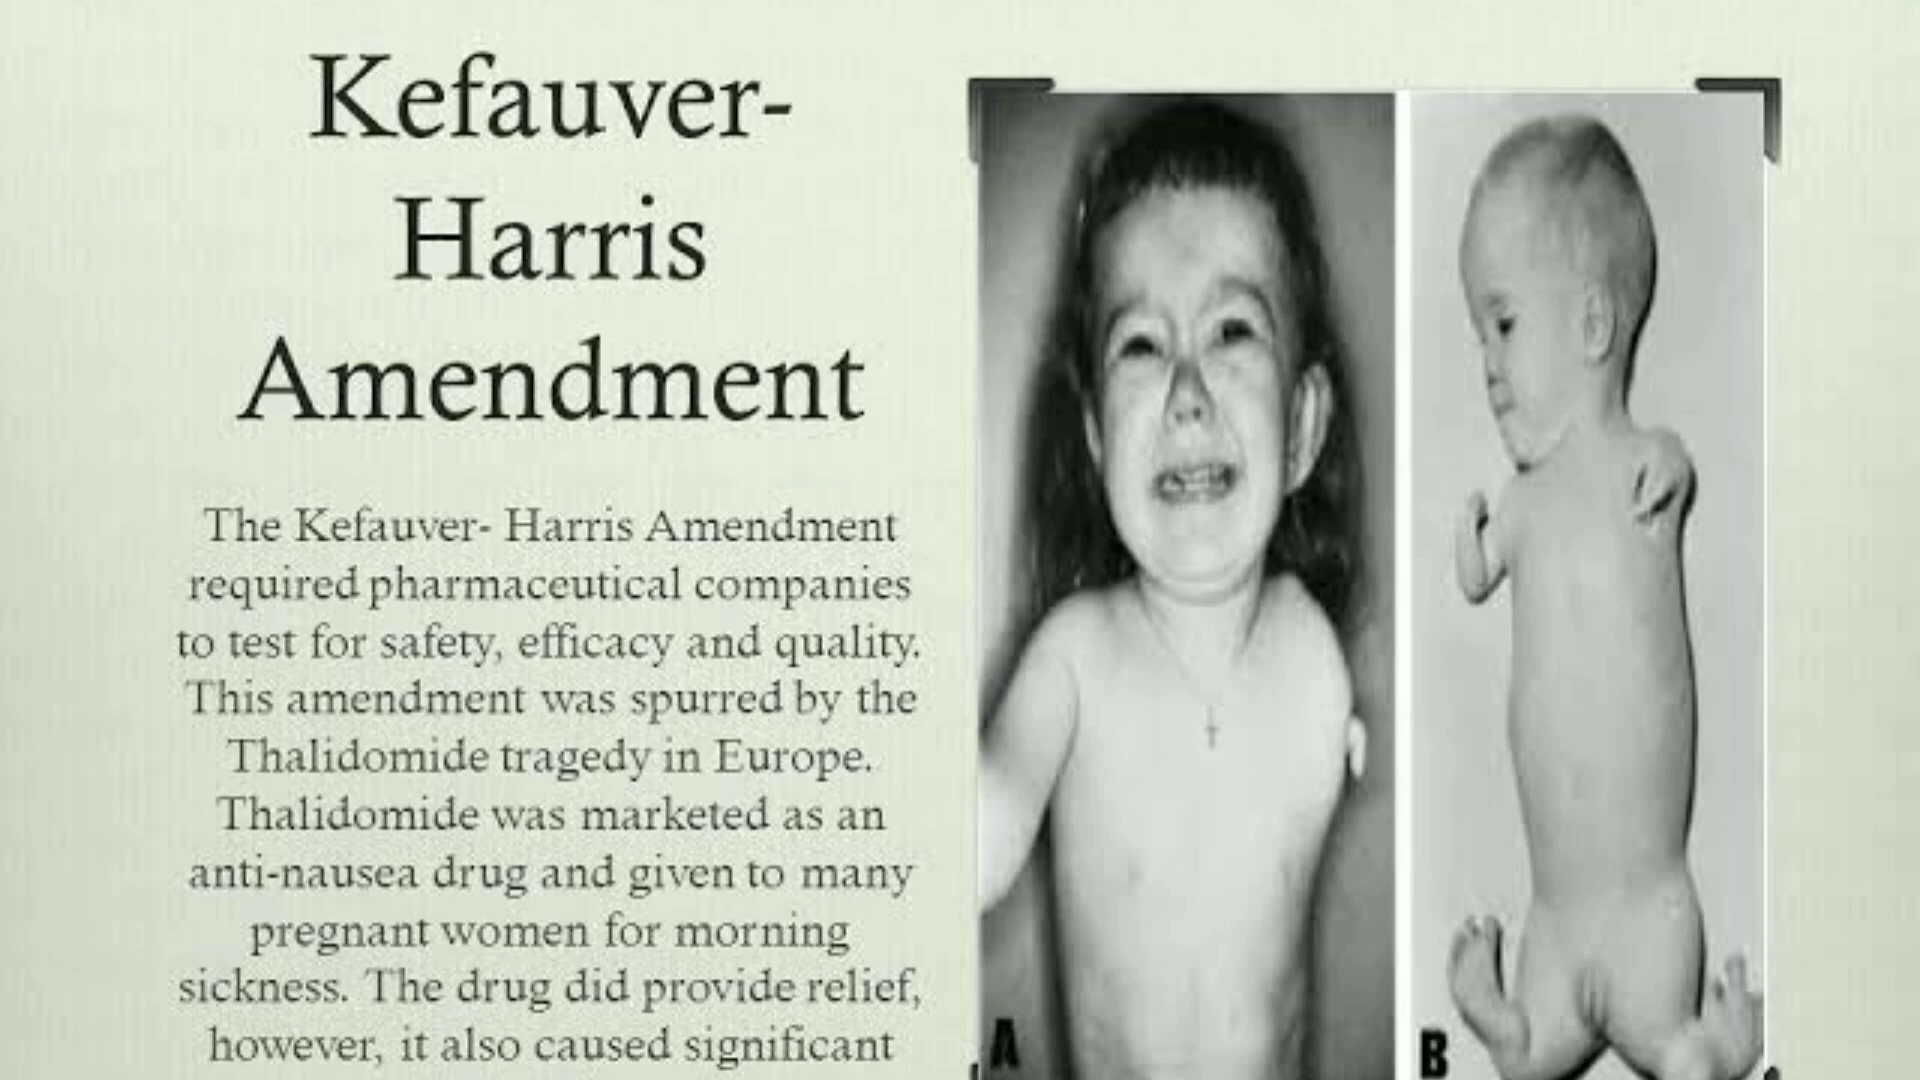 Kefauver-
Harris
Amendment
The Kefauver- Harris Amendment
required pharmaceutical companies
to test for safety, efficacy and quality.
This amendment was spurred by the
Thalidomide tragedy in Europe.
Thalidomide was marketed as an
anti-nausea drug and given to many
pregnant women for morning
sickness. The drug did provide relief,
however, it also caused significant
A
B